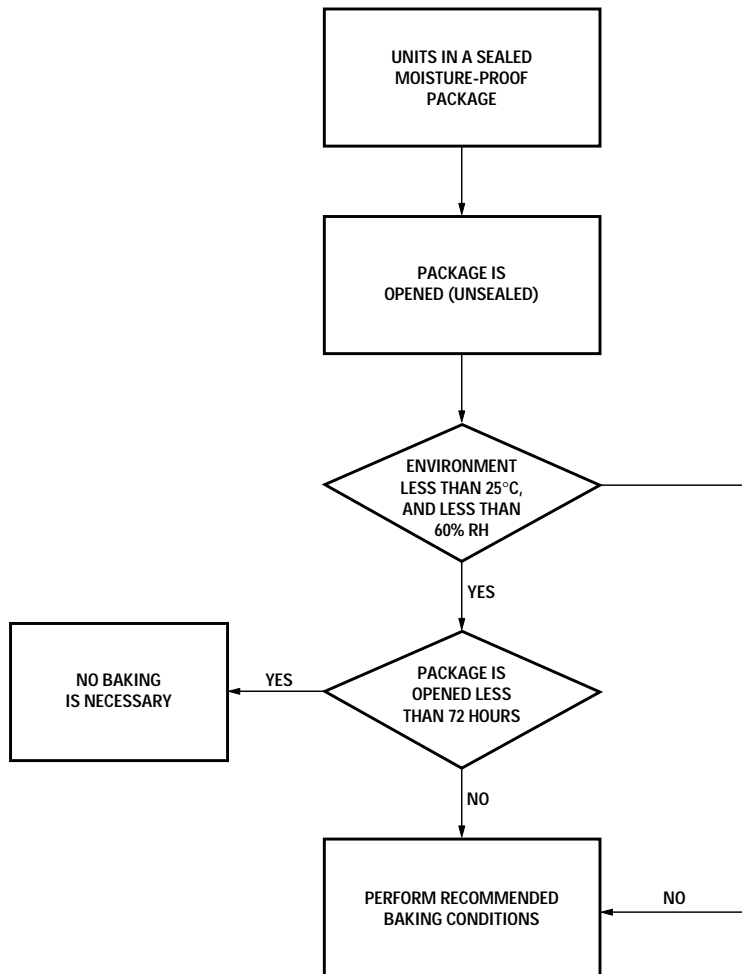 UNITS IN A SEALED
MOISTURE-PROOF
PACKAGE
PACKAGE IS
OPENED (UNSEALED)
ENVIRONMENT
LESS THAN 25°C,
AND LESS THAN
60% RH
YES
NO BAKING
IS NECESSARY
YES
PACKAGE IS
OPENED LESS
THAN 72 HOURS
NO
PERFORM RECOMMENDED
BAKING CONDITIONS
NO